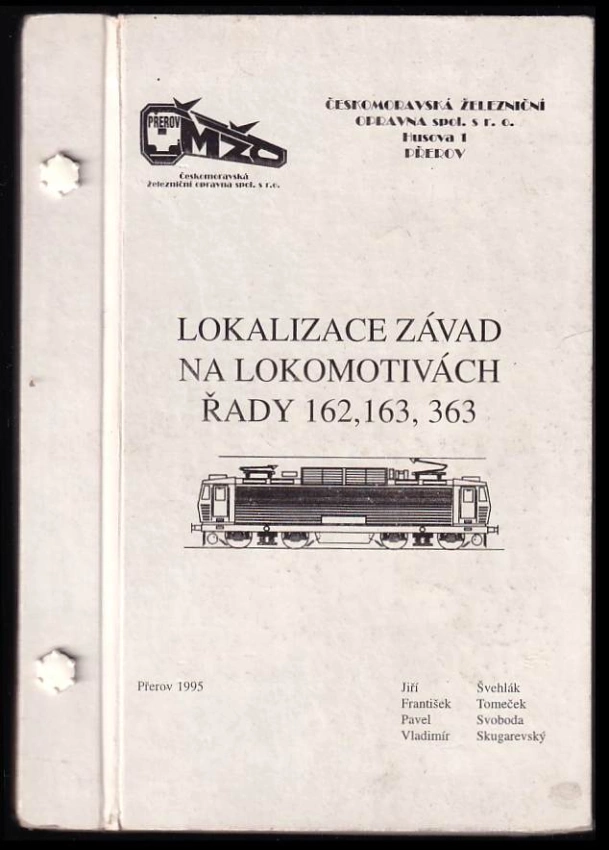 PŘEROV
ČMŽO
Českomoravská
železniční opravna spol. s r.o.
ČESKOMORAVSKÁ ŽELEZNIČNÍ
OPRAVNA spol. s r. o.
Husova 1
PŘEROV
LOKALIZACE ZÁVAD
NA LOKOMOTIVÁCH
ŘADY 162,163, 363
Přerov 1995
Jiří Švehlák
František Tomeček
Pavel Svoboda
Vladimír Skugarevský